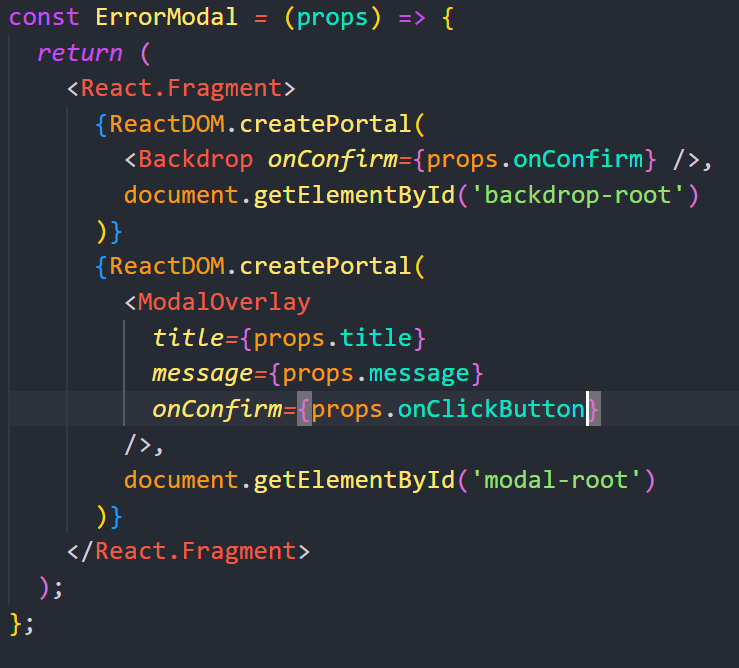 const ErrorModal = (props) => {
  return (
    <React.Fragment>
      {ReactDOM.createPortal(
        <Backdrop onConfirm={props.onConfirm} />,
        document.getElementById('backdrop-root')
      )}
      {ReactDOM.createPortal(
        <ModalOverlay
          title={props.title}
          message={props.message}
          onConfirm={props.onClickButton}
        />,
        document.getElementById('modal-root')
      )}
    </React.Fragment>
  );
};